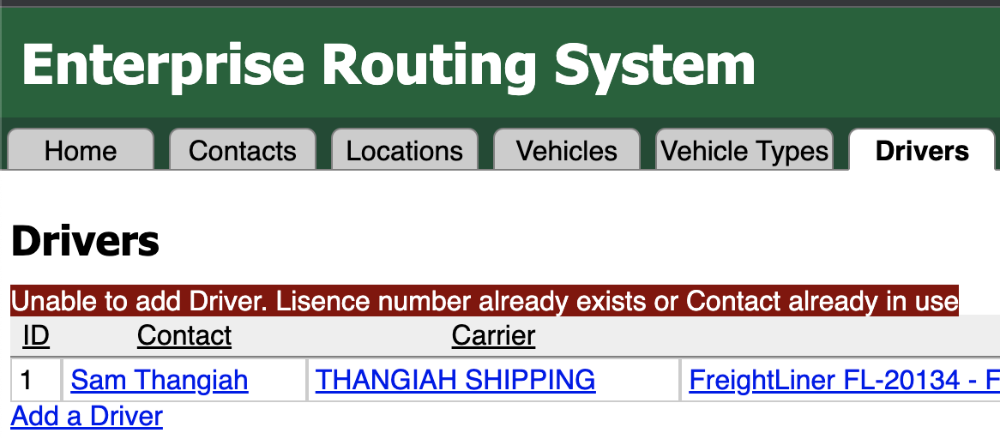 Enterprise Routing System
Home Contacts Locations Vehicles Vehicle Types Drivers
Drivers
Unable to add Driver. Lisence number already exists or Contact already in use
ID Contact Carrier
1 Sam Thangiah THANGIAH SHIPPING FreightLiner FL-20134 - F
Add a Driver